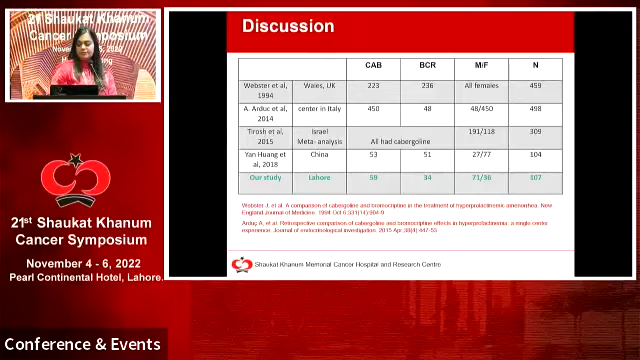 21st Shaukat Khanum
Cancer Symposium
Discussion
CAB BCR M/F N
Webster et al, 1994 Wales, UK 223 236 All females 459
A. Arduc et al, 2014 center in Italy 450 48 48/450 498
Tirosh et al, 2015 Israel Meta- analysis All had cabergoline 191/118 309
Yan Huang et al, 2018 China 53 51 27/77 104
Our study Lahore 59 34 71/36 107
Webster J, et al. A comparison of cabergoline and bromocriptine in the treatment of hyperprolactinemic amenorrhea. New
England Journal of Medicine. 1994 Oct 6;331(14):904-9
Arduç A, et al. Retrospective comparison of cabergoline and bromocriptine effects in hyperprolactinemia: a single center
experience. Journal of endocrinological investigation. 2015 Apr;38(4):447-53
Shaukat Khanum Memorial Cancer Hospital and Research Centre
21st Shaukat Khanum
Cancer Symposium
November 4 - 6, 2022
Pearl Continental Hotel, Lahore.
Conference & Events